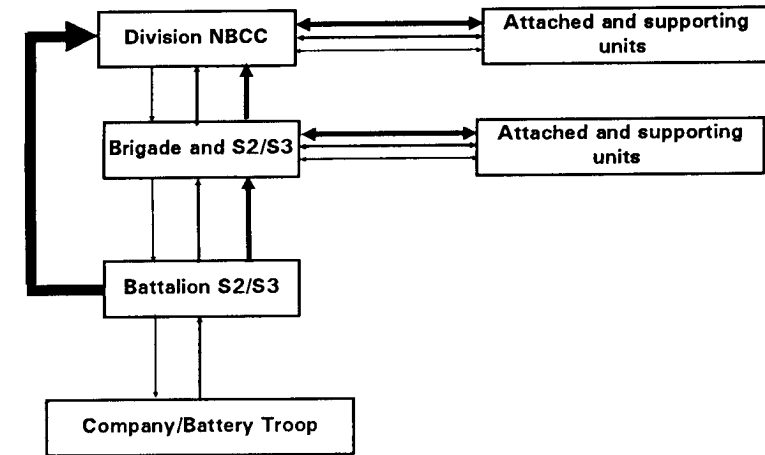 Division NBCC
Attached and supporting
units
Brigade and S2/S3
Attached and supporting
units
Battalion S2/S3
Company/Battery Troop